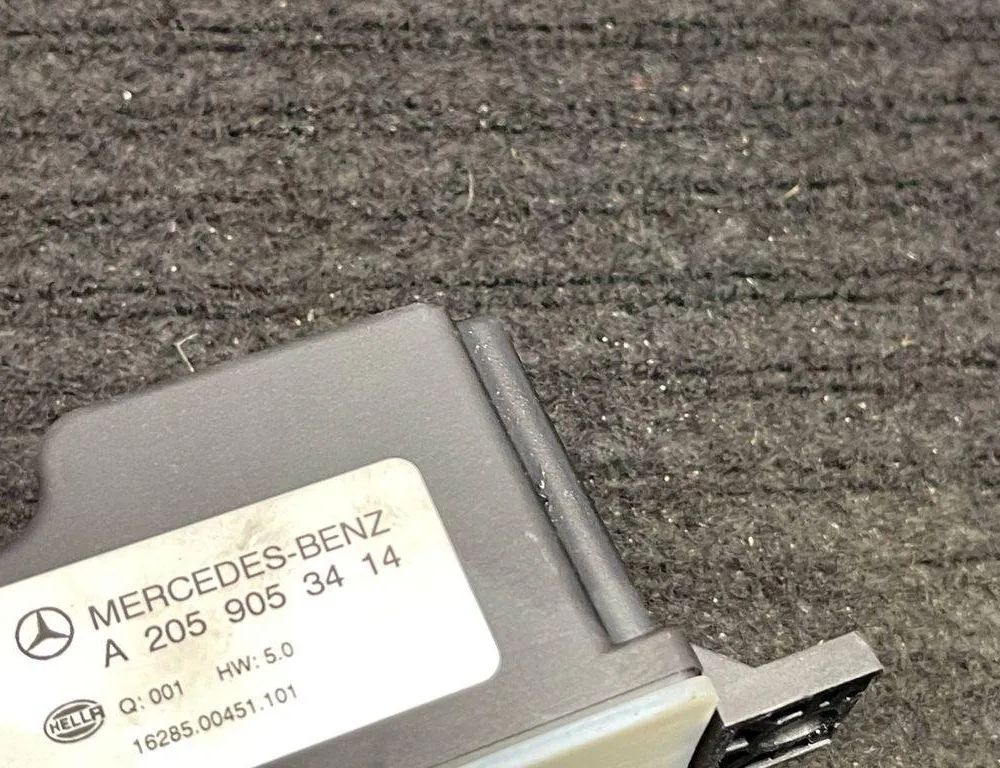 MERCEDES-BENZ
A 205 905 34 14
Q: 001 HW: 5.0
HELLA
16285.00451.101